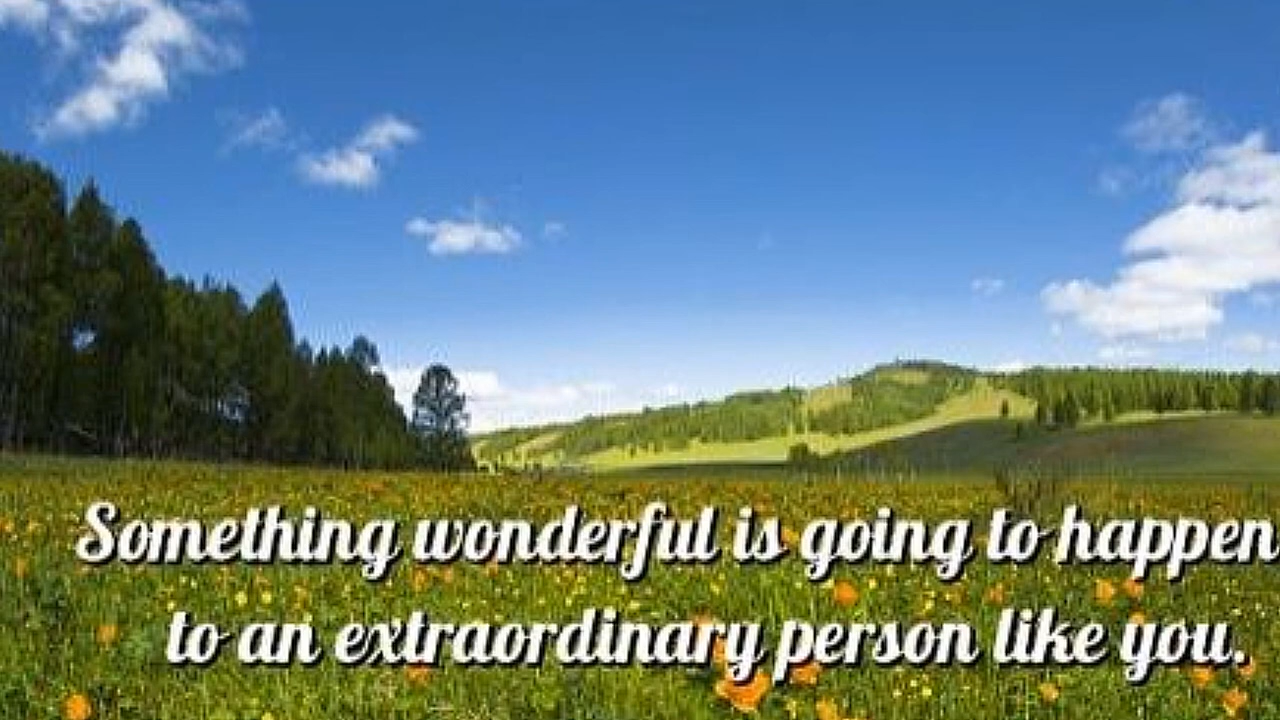 Something wonderful is going to happen
to an extraordinary person like you.